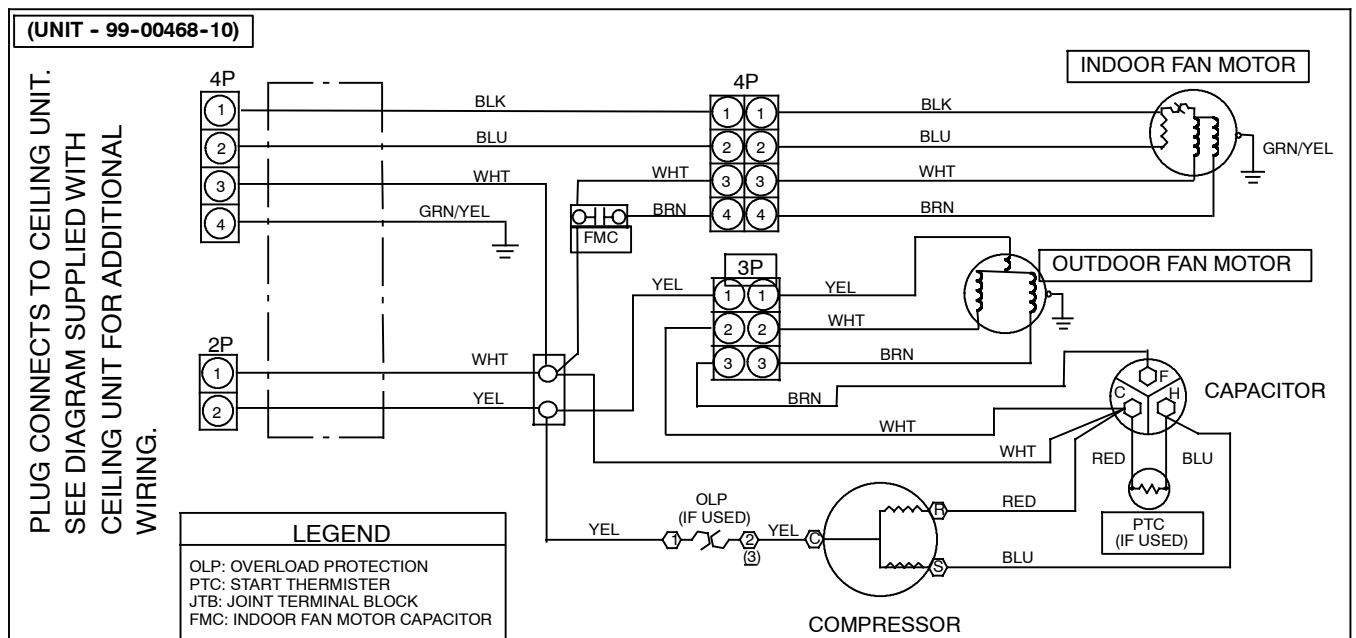 (UNIT - 99-00468-10)
PLUG CONNECTS TO CEILING UNIT.
SEE DIAGRAM SUPPLIED WITH
CEILING UNIT FOR ADDITIONAL
WIRING.
4P
1
2
3
4
BLK
BLU
WHT
GRN/YEL
2P
1
2
WHT
YEL
4P
1 1
2 2
3 3
4 4
WHT
BRN
FMC
BLK
BLU
WHT
BRN
INDOOR FAN MOTOR
GRN/YEL
3P
1 1
2 2
3 3
YEL
YEL
WHT
BRN
OUTDOOR FAN MOTOR
BRN
WHT
WHT
F
C
H
CAPACITOR
RED
BLU
PTC
(IF USED)
YEL
OLP
(IF USED)
1
2
(3)
YEL
C
R
S
RED
BLU
COMPRESSOR
LEGEND
OLP: OVERLOAD PROTECTION
PTC: START THERMISTER
JTB: JOINT TERMINAL BLOCK
FMC: INDOOR FAN MOTOR CAPACITOR